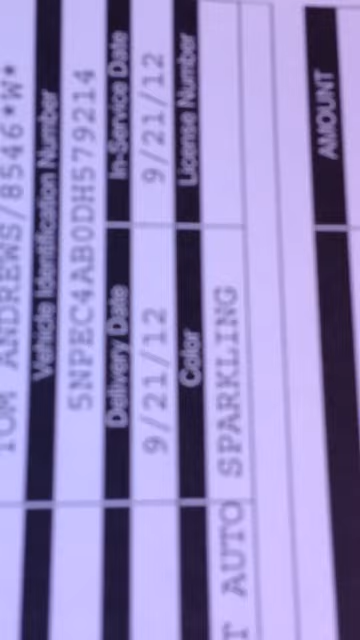 TOM ANDREWS/8546*W*
Vehicle Identification Number
5NPEC4AB0DH579214
Delivery Date In-Service Date
9/21/12 9/21/12
Color License Number
T AUTO SPARKLING
AMOUNT